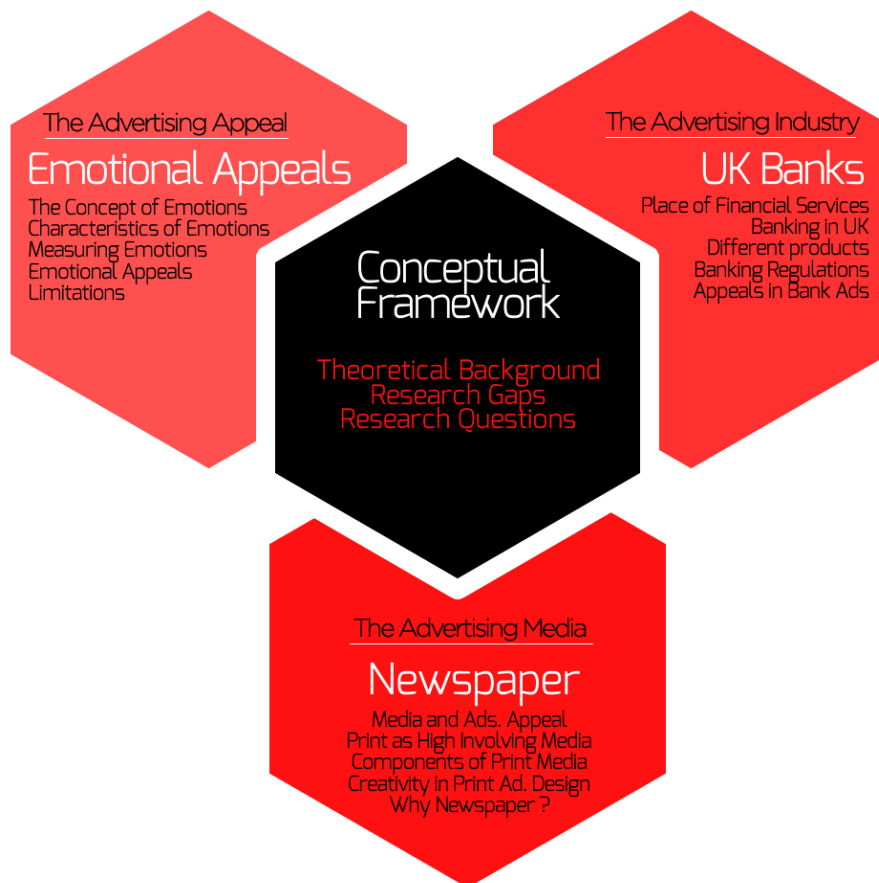 The Advertising Appeal
Emotional Appeals
The Concept of Emotions
Characteristics of Emotions
Measuring Emotions
Emotional Appeals
Limitations
The Advertising Industry
UK Banks
Place of Financial Services
Banking in UK
Different products
Banking Regulations
Appeals in Bank Ads
Conceptual
Framework
Theoretical Background
Research Gaps
Research Questions
The Advertising Media
Newspaper
Media and Ads. Appeal
Print as High Involving Media
Components of Print Media
Creativity in Print Ad. Design
Why Newspaper ?